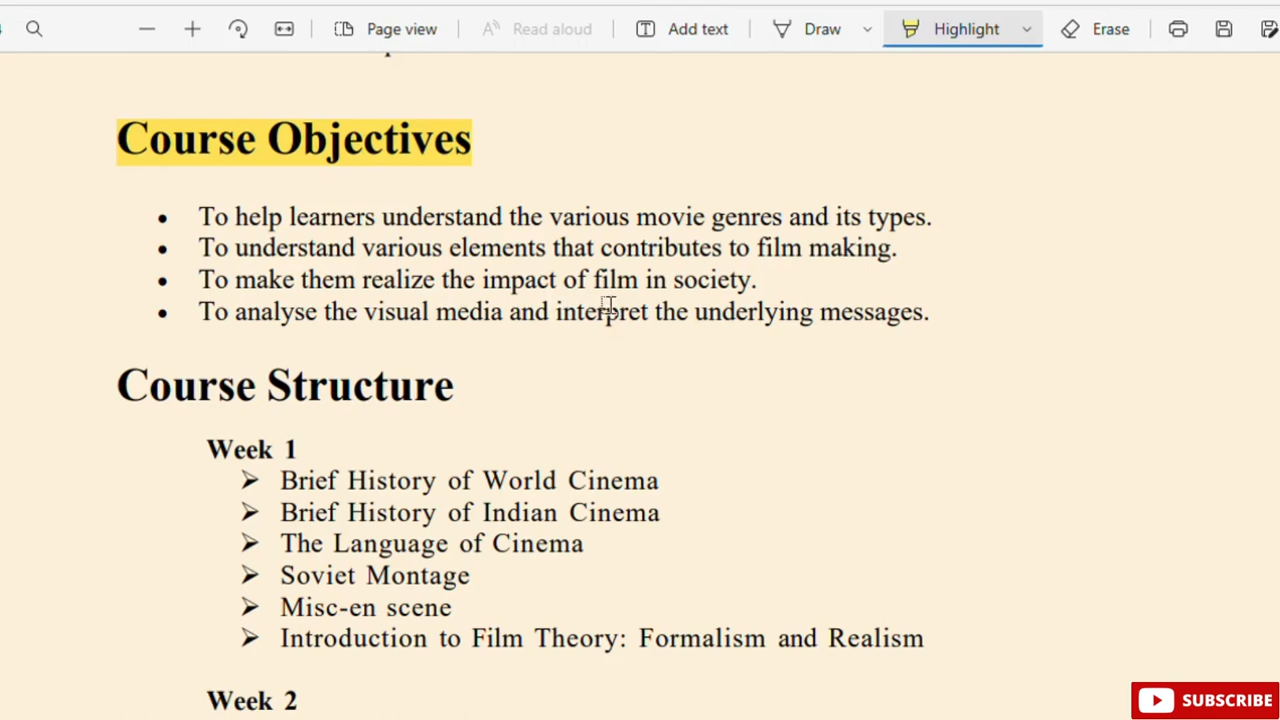 Page view
Read aloud
Add text
Draw
Highlight
Erase
Course Objectives
• To help learners understand the various movie genres and its types.
• To understand various elements that contributes to film making.
• To make them realize the impact of film in society.
• To analyse the visual media and interpret the underlying messages.
Course Structure
Week 1
➢ Brief History of World Cinema
➢ Brief History of Indian Cinema
➢ The Language of Cinema
➢ Soviet Montage
➢ Misc-en scene
➢ Introduction to Film Theory: Formalism and Realism
Week 2
SUBSCRIBE